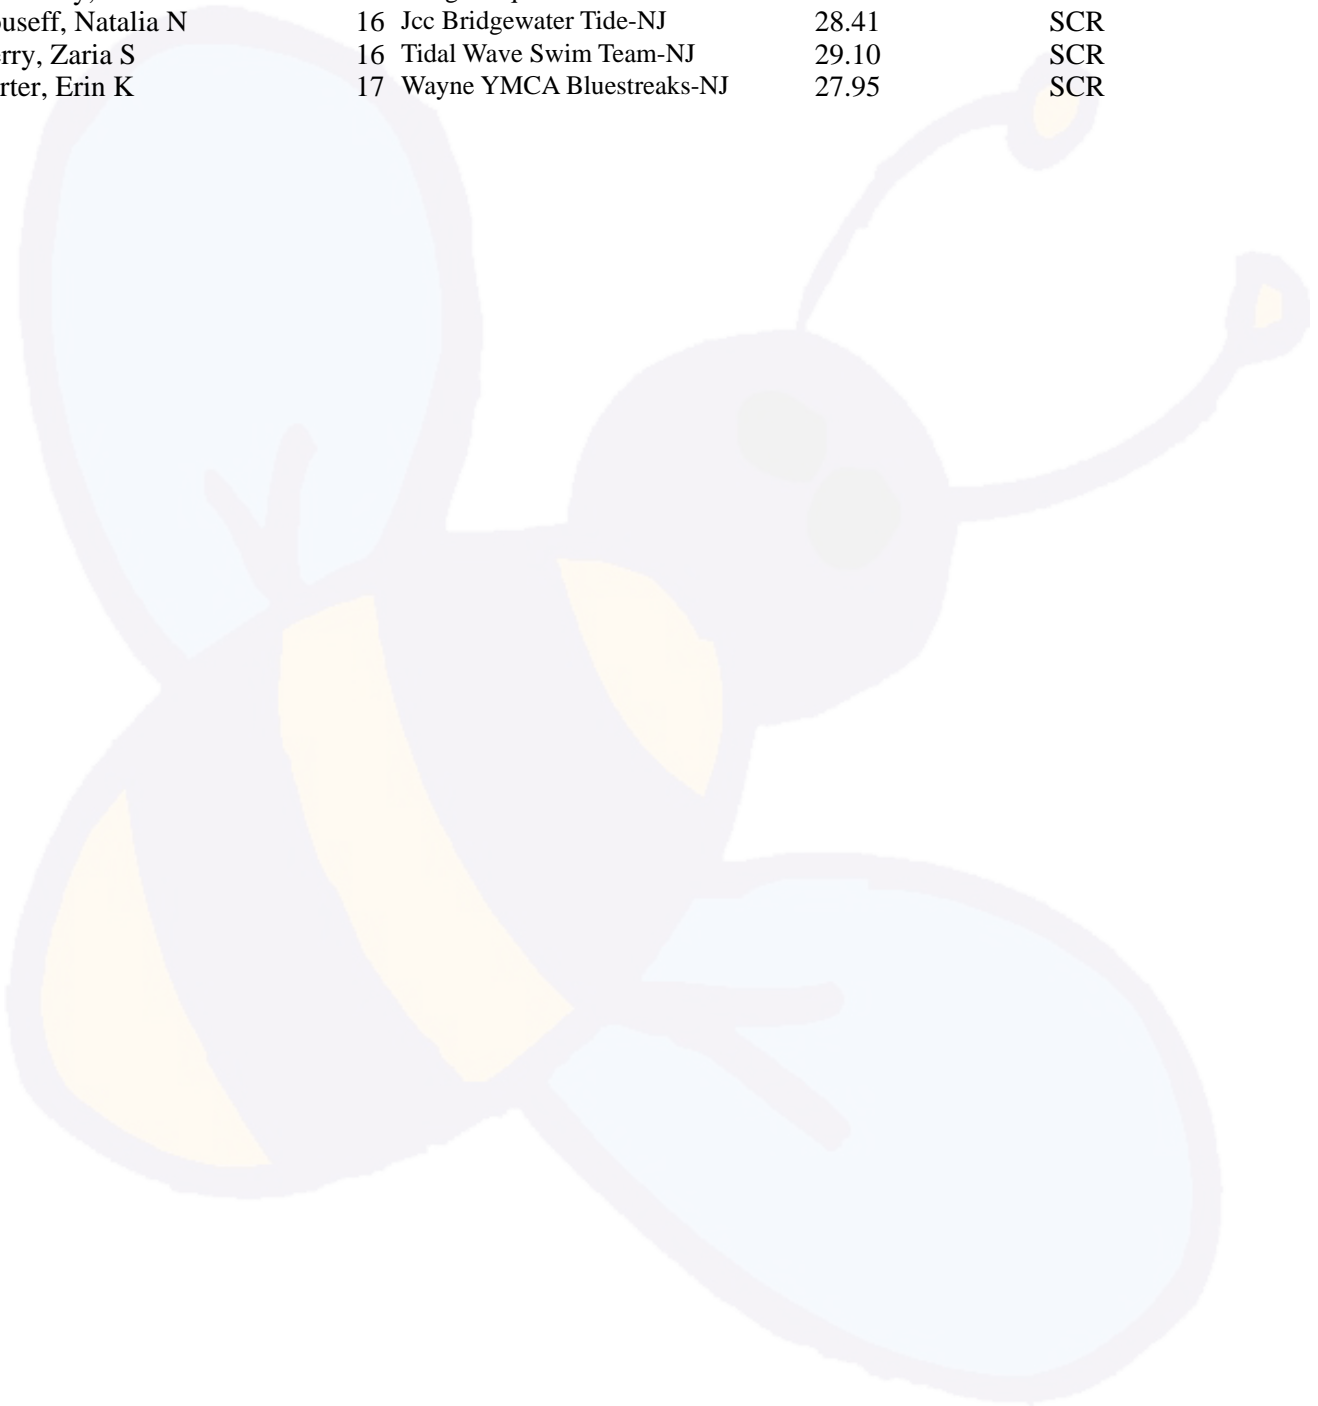 ouseff, Natalia N 16 Jcc Bridgewater Tide-NJ 28.41 SCR
erry, Zaria S 16 Tidal Wave Swim Team-NJ 29.10 SCR
rter, Erin K 17 Wayne YMCA Bluestreaks-NJ 27.95 SCR